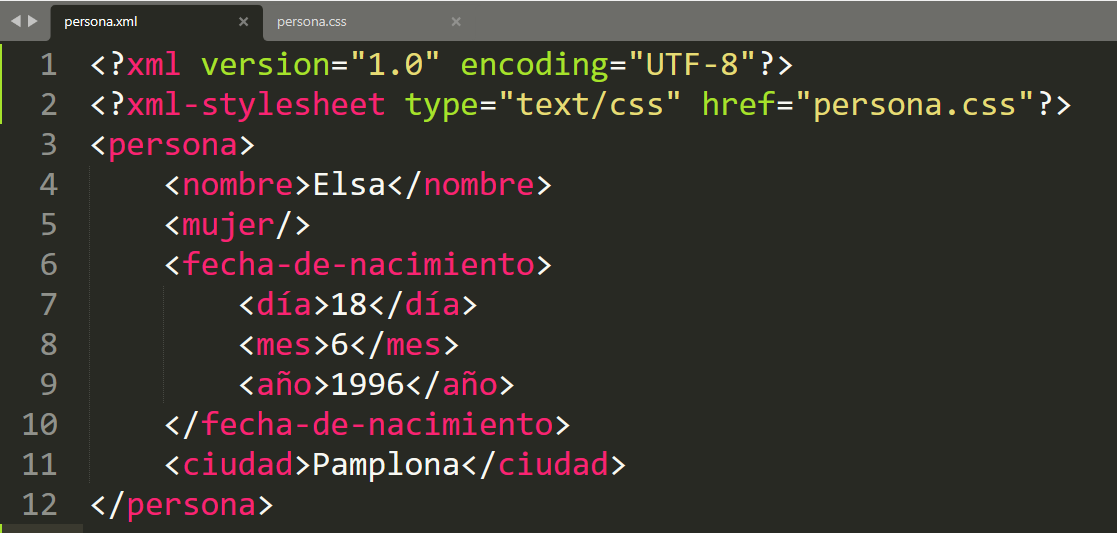 persona.xml × persona.css ×
1 <?xml version="1.0" encoding="UTF-8"?>
2 <?xml-stylesheet type="text/css" href="persona.css"?>
3 <persona>
4     <nombre>Elsa</nombre>
5     <mujer/>
6     <fecha-de-nacimiento>
7         <día>18</día>
8         <mes>6</mes>
9         <año>1996</año>
10     </fecha-de-nacimiento>
11     <ciudad>Pamplona</ciudad>
12 </persona>